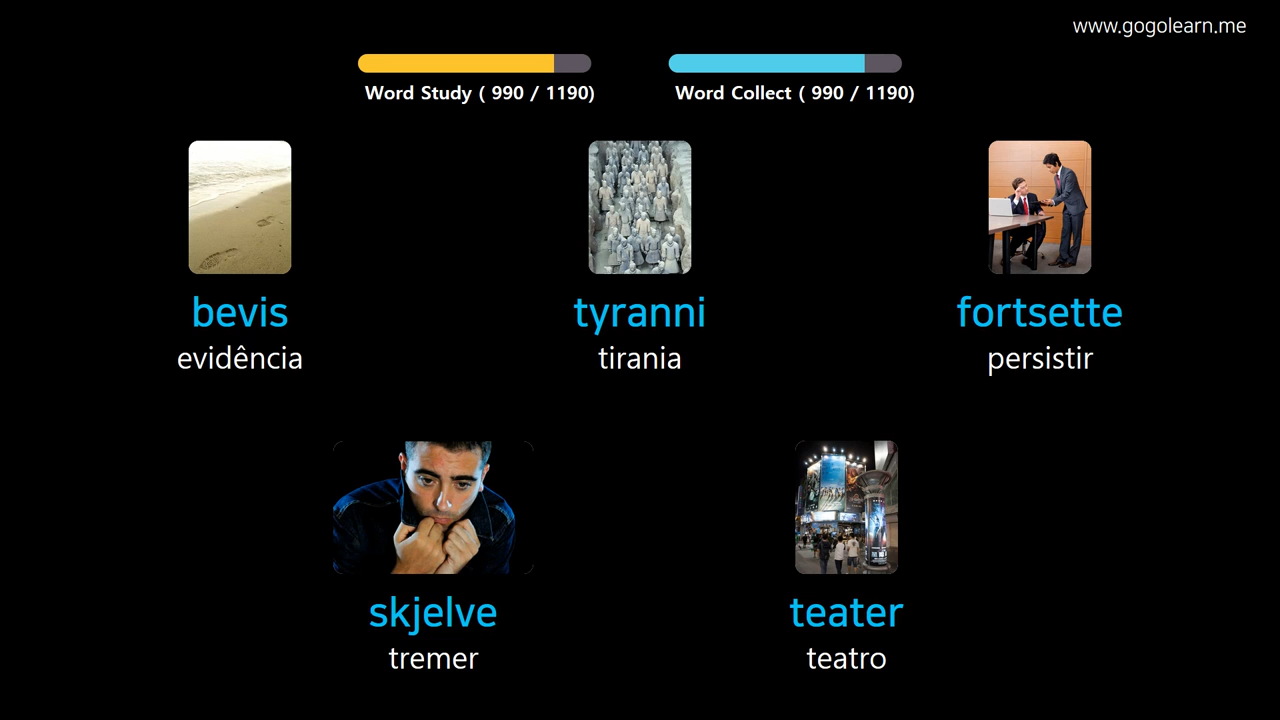 www.gogolearn.me
Word Study ( 990 / 1190)
Word Collect ( 990 / 1190)
bevis
evidência
tyranni
tirania
fortsette
persistir
skjelve
tremer
teater
teatro